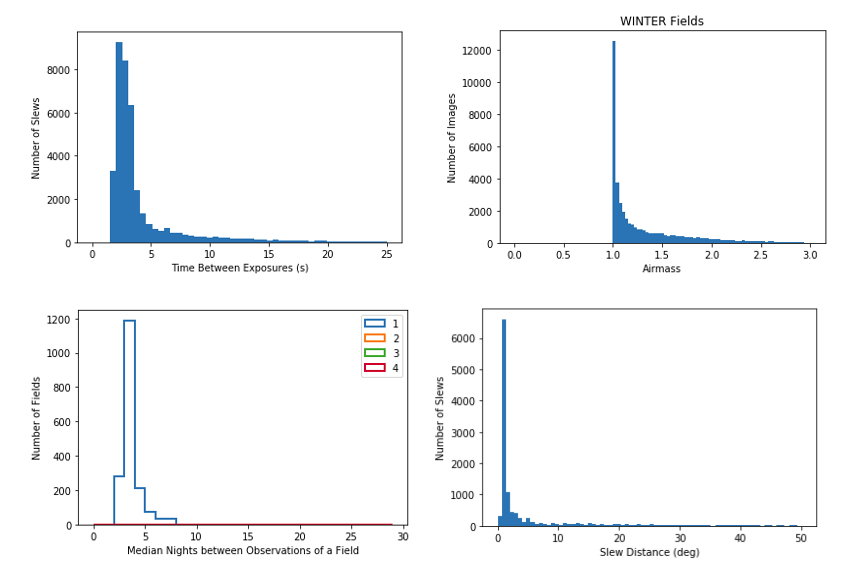 Number of Slews
8000
6000
4000
2000
0
0 5 10 15 20 25
Time Between Exposures (s)
WINTER Fields
Number of Images
12000
10000
8000
6000
4000
2000
0
0.0 0.5 1.0 1.5 2.0 2.5 3.0
Airmass
Number of Fields
1200
1000
800
600
400
200
0
1
2
3
4
0 5 10 15 20 25 30
Median Nights between Observations of a Field
Number of Slews
6000
5000
4000
3000
2000
1000
0
0 10 20 30 40 50
Slew Distance (deg)